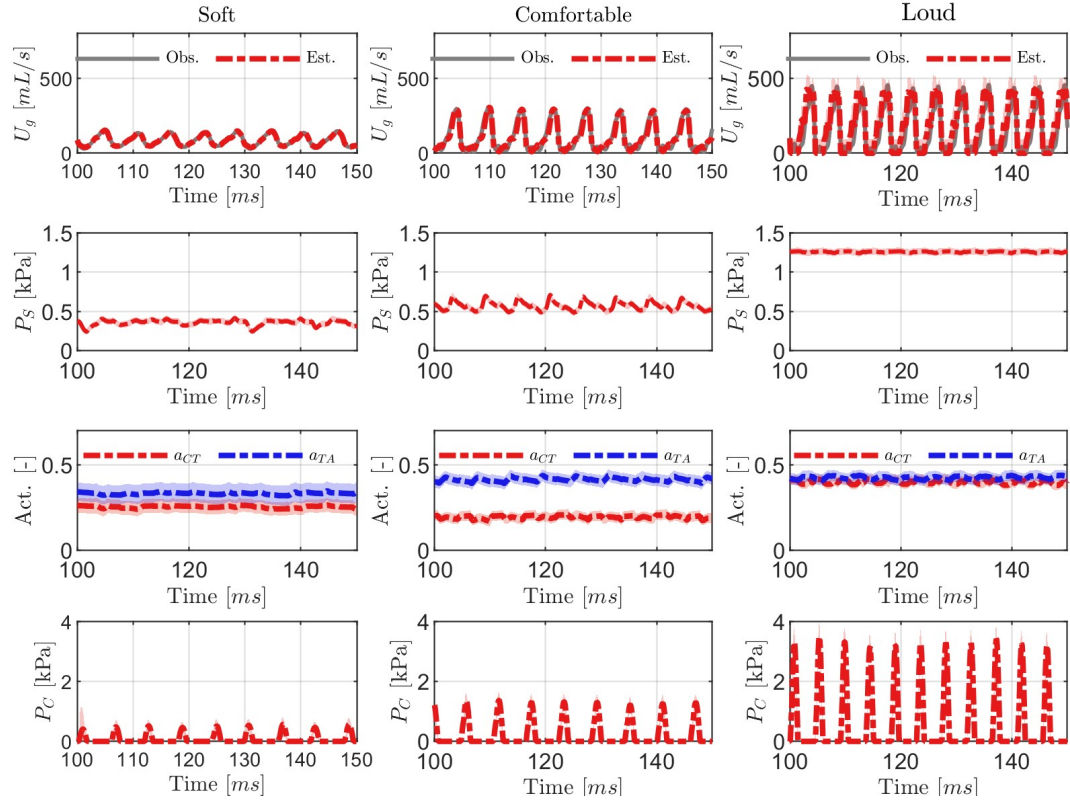 Soft
Comfortable
Loud
U_g [mL/s]
500
0
Obs.
Est.
100 110 120 130 140 150
Time [ms]
U_g [mL/s]
500
0
Obs.
Est.
100 110 120 130 140 150
Time [ms]
U_g [mL/s]
500
0
Obs.
Est.
100 120 140
Time [ms]
P_S [kPa]
1.5
1
0.5
0
100 120 140
Time [ms]
P_S [kPa]
1.5
1
0.5
0
100 120 140
Time [ms]
P_S [kPa]
1.5
1
0.5
0
100 120 140
Time [ms]
Act. [-]
0.5
0
a_CT
a_TA
100 120 140
Time [ms]
Act. [-]
0.5
0
a_CT
a_TA
100 120 140
Time [ms]
Act. [-]
0.5
0
a_CT
a_TA
100 120 140
Time [ms]
P_C [kPa]
4
2
0
100 110 120 130 140 150
Time [ms]
P_C [kPa]
4
2
0
100 120 140
Time [ms]
P_C [kPa]
4
2
0
100 120 140
Time [ms]